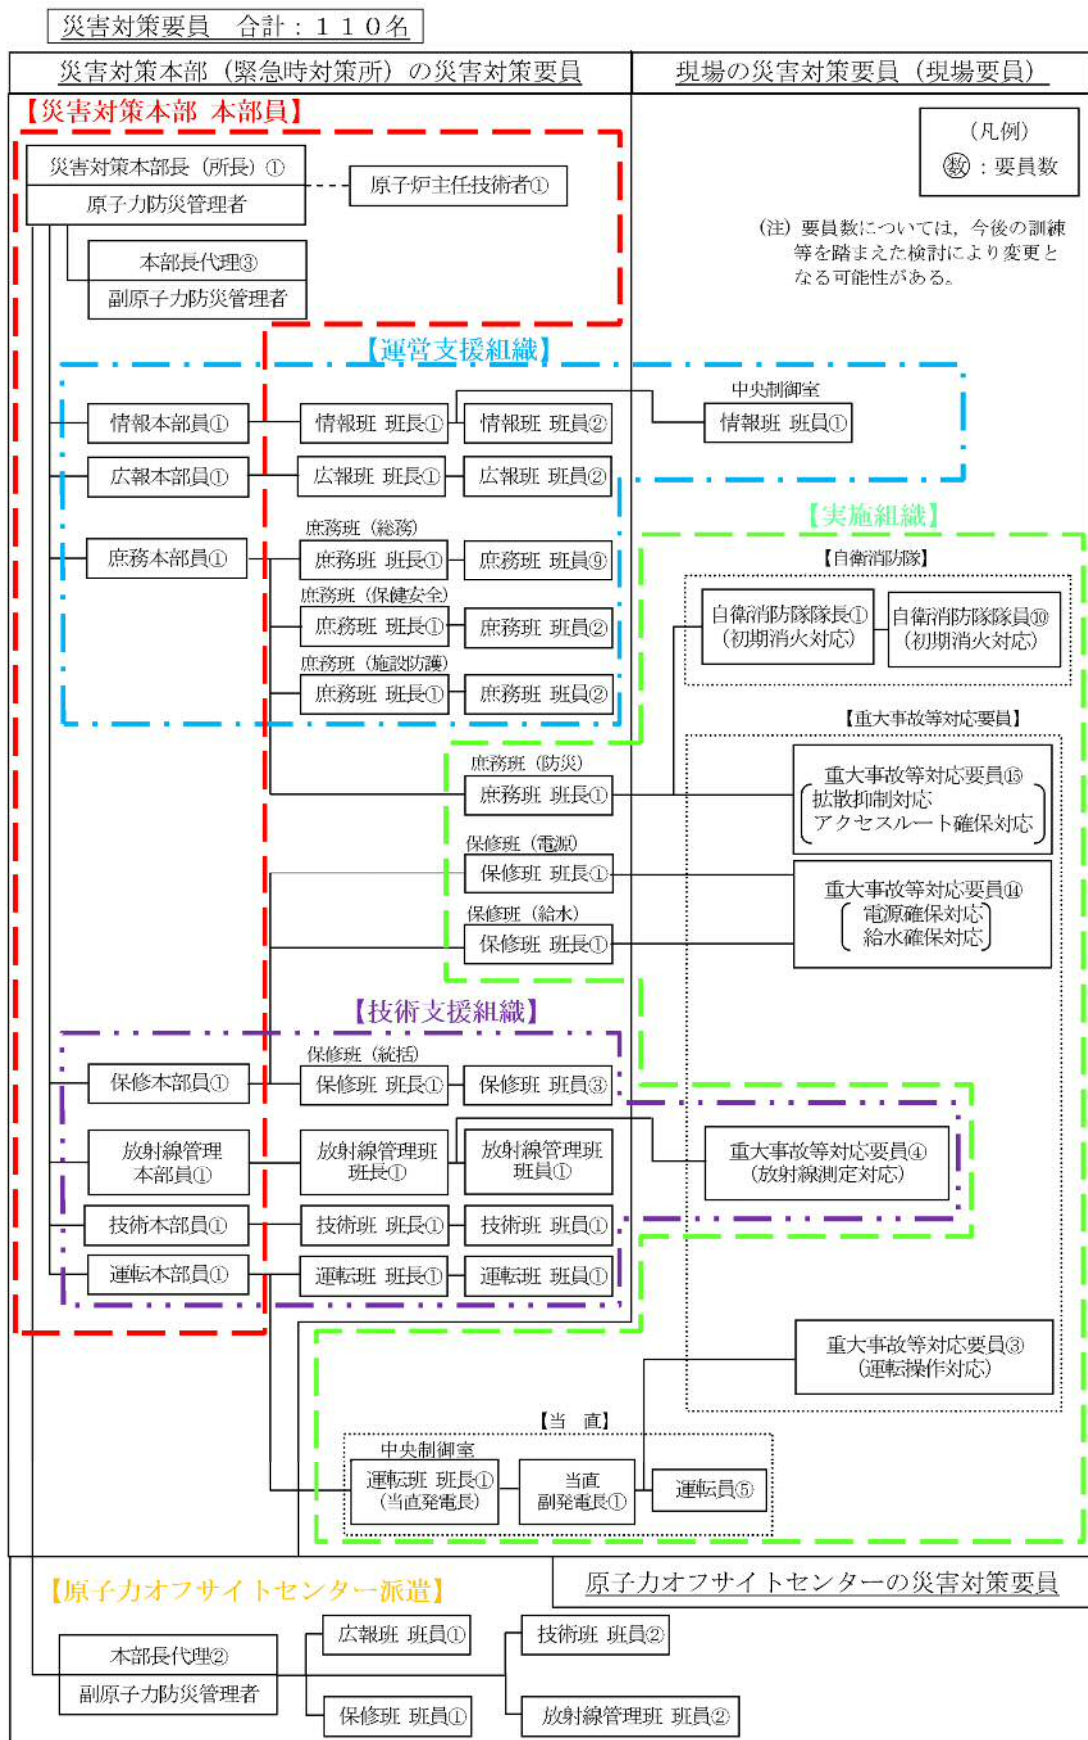 災害対策要員　合計：１１０名
災害対策本部（緊急時対策所）の災害対策要員
現場の災害対策要員（現場要員）
【災害対策本部 本部員】
災害対策本部長（所長）①
原子力防災管理者
原子炉主任技術者①
本部長代理③
副原子力防災管理者
（凡例）
㊙数：要員数
(注) 要員数については，今後の訓練
等を踏まえた検討により変更と
なる可能性がある。
【運営支援組織】
情報本部員①
情報班 班長①
情報班 班員②
中央制御室
情報班 班員①
広報本部員①
広報班 班長①
広報班 班員②
庶務本部員①
庶務班（総務）
庶務班 班長①
庶務班 班員⑨
庶務班（保健安全）
庶務班 班長①
庶務班 班員②
庶務班（施設防護）
庶務班 班長①
庶務班 班員②
【実施組織】
【自衛消防隊】
自衛消防隊隊長①
(初期消火対応)
自衛消防隊隊員⑩
(初期消火対応)
【重大事故等対応要員】
庶務班（防災）
庶務班 班長①
重大事故等対応要員⑮
拡散抑制対応
アクセスルート確保対応
保修班（電源）
保修班 班長①
重大事故等対応要員⑭
電源確保対応
給水確保対応
保修班（給水）
保修班 班長①
【技術支援組織】
保修本部員①
保修班（統括）
保修班 班長①
保修班 班員③
放射線管理
本部員①
放射線管理班
班長①
放射線管理班
班員①
重大事故等対応要員④
(放射線測定対応)
技術本部員①
技術班 班長①
技術班 班員①
運転本部員①
運転班 班長①
運転班 班員①
重大事故等対応要員③
(運転操作対応)
【当　直】
中央制御室
運転班 班長①
(当直発電長)
当直
副発電長①
運転員⑤
【原子力オフサイトセンター派遣】
原子力オフサイトセンターの災害対策要員
本部長代理②
副原子力防災管理者
広報班 班員①
技術班 班員②
保修班 班員①
放射線管理班 班員②